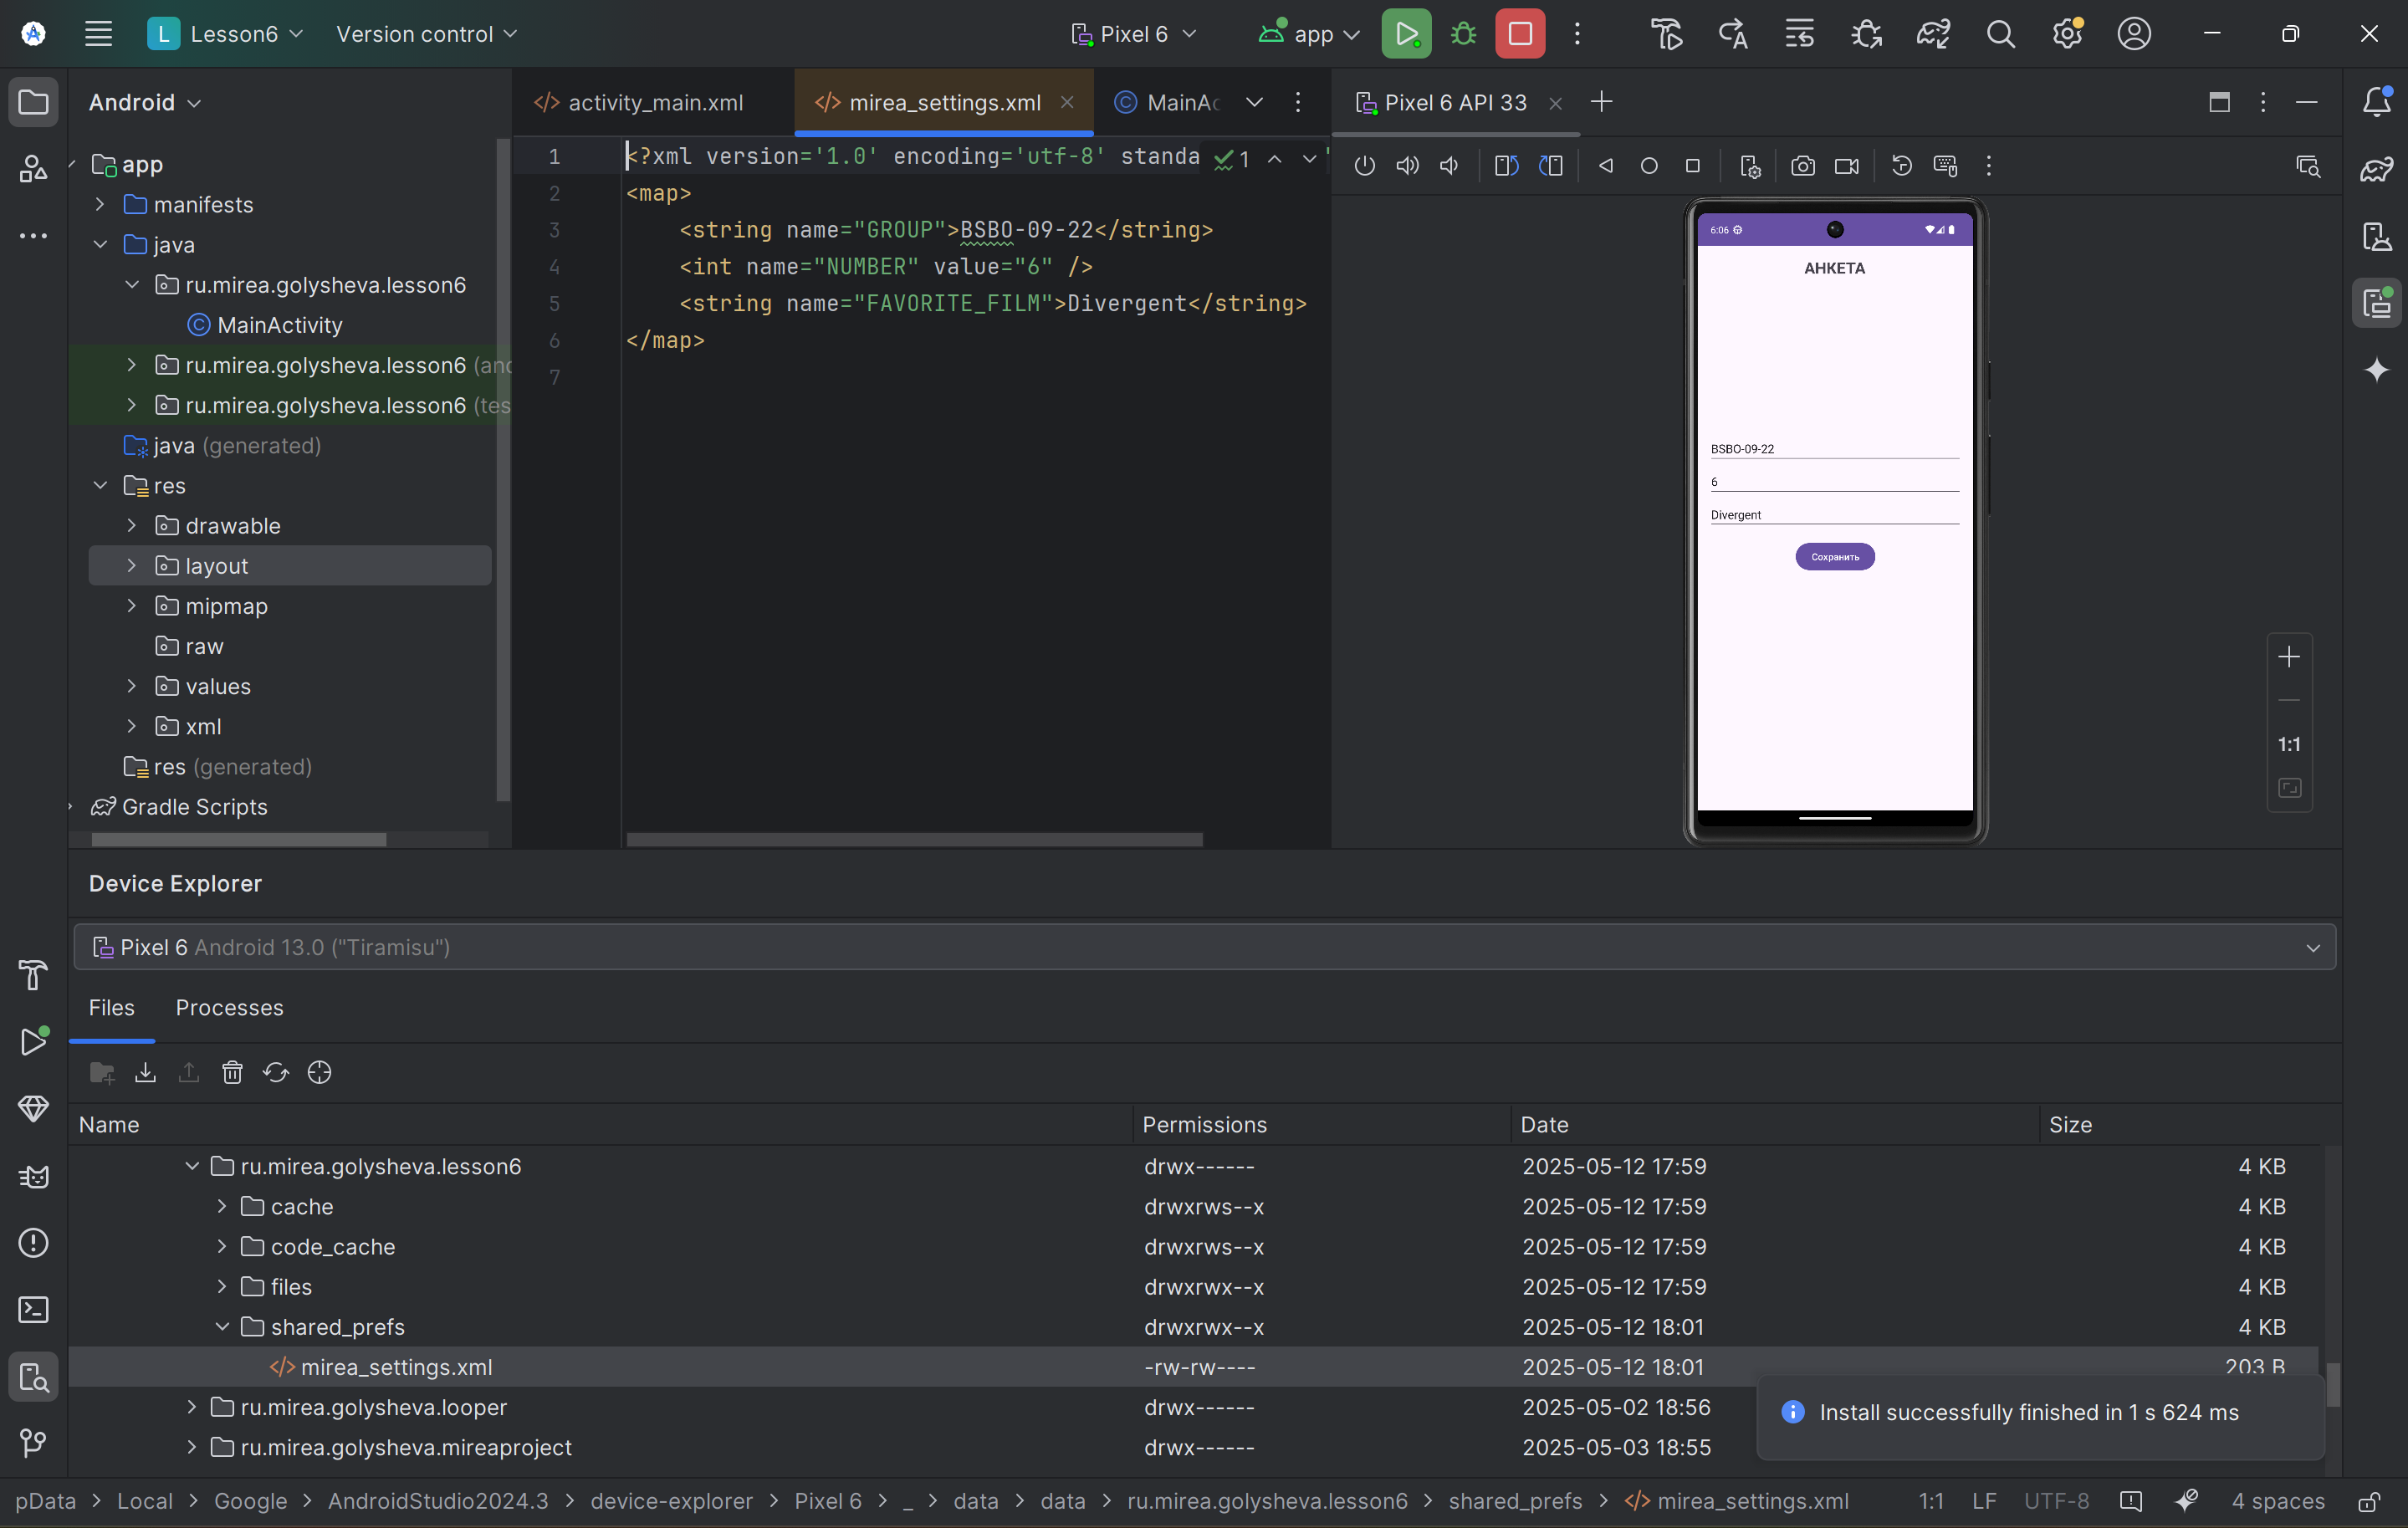 L Lesson6 Version control Pixel 6 app
Android
activity_main.xml mirea_settings.xml MainAc
Pixel 6 API 33
app
manifests
java
ru.mirea.golysheva.lesson6
MainActivity
ru.mirea.golysheva.lesson6 (and
ru.mirea.golysheva.lesson6 (tes
java (generated)
res
drawable
layout
mipmap
raw
values
xml
res (generated)
Gradle Scripts
1 <?xml version='1.0' encoding='utf-8' standa 1
2 <map>
3 <string name="GROUP">BSBO-09-22</string>
4 <int name="NUMBER" value="6" />
5 <string name="FAVORITE_FILM">Divergent</string>
6 </map>
7
6:06
АНКЕТА
BSBO-09-22
6
Divergent
Сохранить
1:1
Device Explorer
Pixel 6 Android 13.0 ("Tiramisu")
Files Processes
Name Permissions Date Size
ru.mirea.golysheva.lesson6 drwx------ 2025-05-12 17:59 4 KB
cache drwxrws--x 2025-05-12 17:59 4 KB
code_cache drwxrws--x 2025-05-12 17:59 4 KB
files drwxrwx--x 2025-05-12 17:59 4 KB
shared_prefs drwxrwx--x 2025-05-12 18:01 4 KB
mirea_settings.xml -rw-rw---- 2025-05-12 18:01 203 B
ru.mirea.golysheva.looper drwx------ 2025-05-02 18:56
ru.mirea.golysheva.mireaproject drwx------ 2025-05-03 18:55
Install successfully finished in 1 s 624 ms
pData > Local > Google > AndroidStudio2024.3 > device-explorer > Pixel 6 > _ > data > data > ru.mirea.golysheva.lesson6 > shared_prefs > mirea_settings.xml 1:1 LF UTF-8 4 spaces